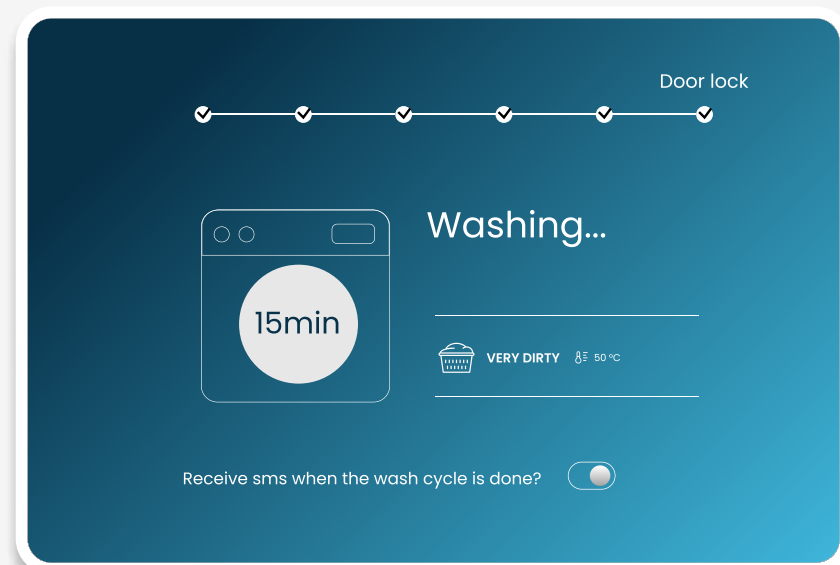 Door lock
Washing...
15min
VERY DIRTY 50 °C
Receive sms when the wash cycle is done?